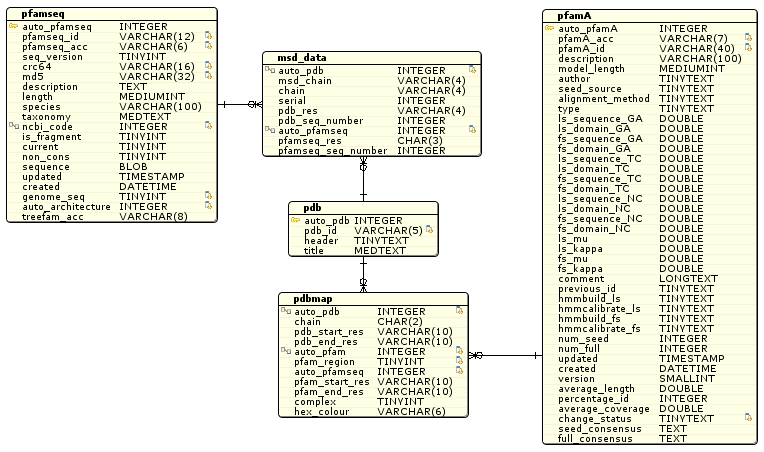 pfamseq
auto_pfamseq INTEGER
pfamseq_id VARCHAR(12)
pfamseq_acc VARCHAR(6)
seq_version TINYINT
crc64 VARCHAR(16)
md5 VARCHAR(32)
description TEXT
length MEDIUMINT
species VARCHAR(100)
taxonomy MEDTEXT
ncbi_code INTEGER
is_fragment TINYINT
current TINYINT
non_cons TINYINT
sequence BLOB
updated TIMESTAMP
created DATETIME
genome_seq TINYINT
auto_architecture INTEGER
treefam_acc VARCHAR(8)
msd_data
auto_pdb INTEGER
msd_chain VARCHAR(4)
chain VARCHAR(4)
serial INTEGER
pdb_res VARCHAR(4)
pdb_seq_number INTEGER
auto_pfamseq INTEGER
pfamseq_res CHAR(3)
pfamseq_seq_number INTEGER
pdb
auto_pdb INTEGER
pdb_id VARCHAR(5)
header TINYTEXT
title MEDTEXT
pdbmap
auto_pdb INTEGER
chain CHAR(2)
pdb_start_res VARCHAR(10)
pdb_end_res VARCHAR(10)
auto_pfam INTEGER
pfam_region TINYINT
auto_pfamseq INTEGER
pfam_start_res VARCHAR(10)
pfam_end_res VARCHAR(10)
complex TINYINT
hex_colour VARCHAR(6)
pfamA
auto_pfamA INTEGER
pfamA_acc VARCHAR(7)
pfamA_id VARCHAR(40)
description VARCHAR(100)
model_length MEDIUMINT
author TINYTEXT
seed_source TINYTEXT
alignment_method TINYTEXT
type TINYTEXT
ls_sequence_GA DOUBLE
ls_domain_GA DOUBLE
fs_sequence_GA DOUBLE
fs_domain_GA DOUBLE
ls_sequence_TC DOUBLE
ls_domain_TC DOUBLE
fs_sequence_TC DOUBLE
fs_domain_TC DOUBLE
ls_sequence_NC DOUBLE
ls_domain_NC DOUBLE
fs_sequence_NC DOUBLE
fs_domain_NC DOUBLE
ls_mu DOUBLE
ls_kappa DOUBLE
fs_mu DOUBLE
fs_kappa DOUBLE
comment LONGTEXT
previous_id TINYTEXT
hmmbuild_ls TINYTEXT
hmmcalibrate_ls TINYTEXT
hmmbuild_fs TINYTEXT
hmmcalibrate_fs TINYTEXT
num_seed INTEGER
num_full INTEGER
updated TIMESTAMP
created DATETIME
version SMALLINT
average_length DOUBLE
percentage_id INTEGER
average_coverage DOUBLE
change_status TINYTEXT
seed_consensus TEXT
full_consensus TEXT